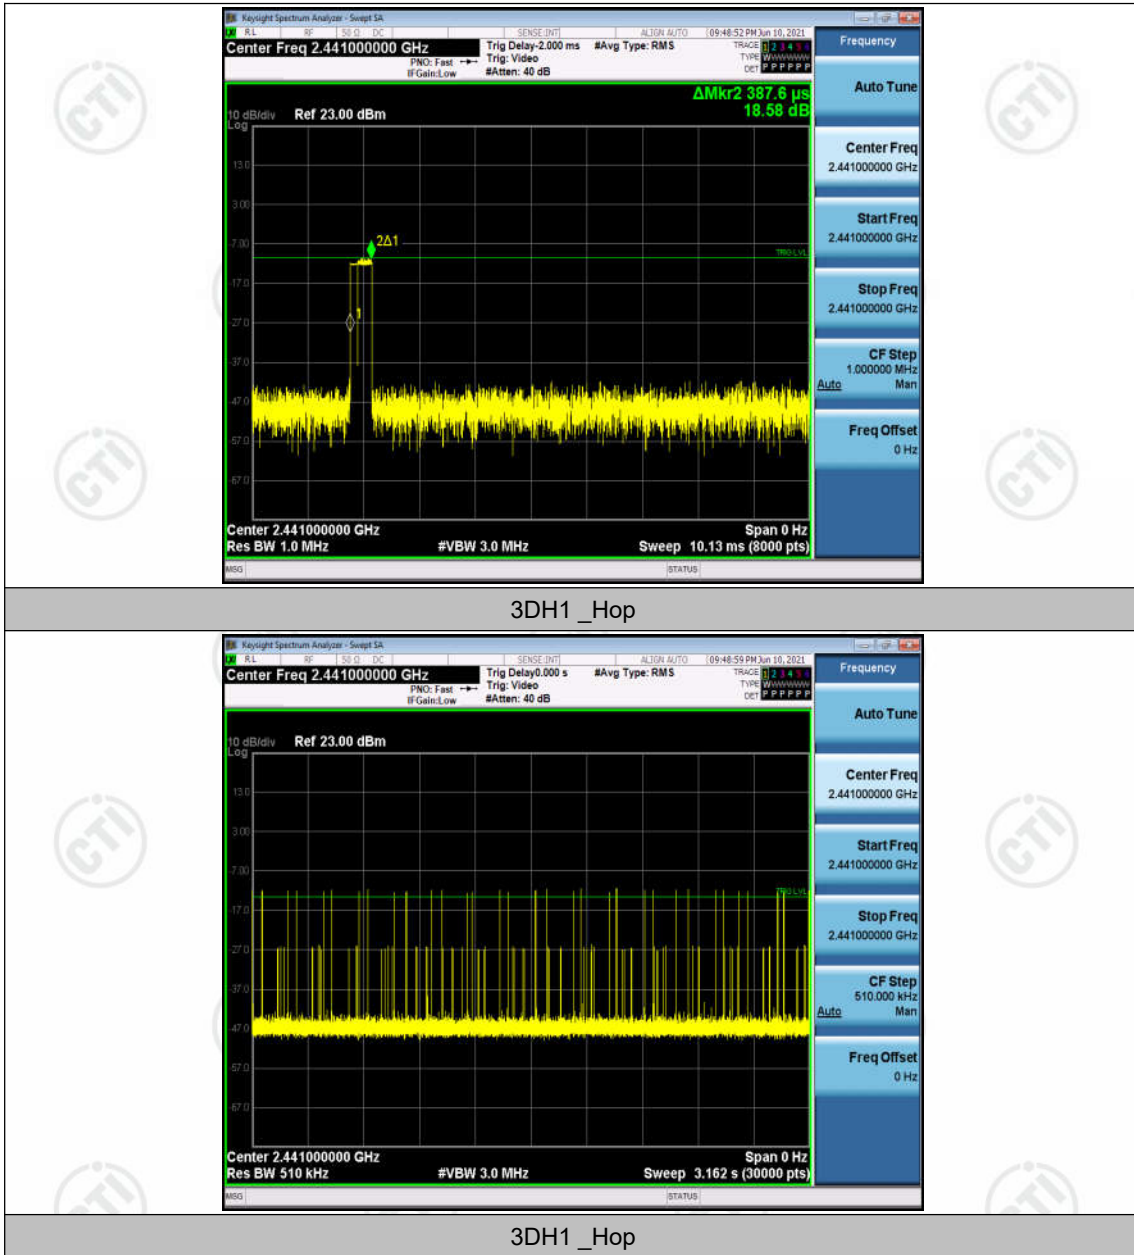 Keysight Spectrum Analyzer - Swept SA
RL RF 50 Ω DC SENSE:INT ALIGN AUTO 09:48:52 PM Jun 10, 2021
Center Freq 2.441000000 GHz
PNO: Fast
IFGain:Low
Trig Delay-2.000 ms
Trig: Video
#Atten: 40 dB
#Avg Type: RMS
TRACE 1 2 3 4 5 6
TYPE WWWWWW
DET P P P P P P
ΔMkr2 387.6 µs
18.58 dB
10 dB/div Ref 23.00 dBm
Log
13.0
3.00
-7.00
-17.0
-27.0
-37.0
-47.0
-57.0
-67.0
2Δ1
1
TRIG LVL
Center 2.441000000 GHz Span 0 Hz
Res BW 1.0 MHz #VBW 3.0 MHz Sweep 10.13 ms (8000 pts)
MSG STATUS
Frequency
Auto Tune
Center Freq
2.441000000 GHz
Start Freq
2.441000000 GHz
Stop Freq
2.441000000 GHz
CF Step
1.000000 MHz
Auto Man
Freq Offset
0 Hz
3DH1 _Hop
Keysight Spectrum Analyzer - Swept SA
RL RF 50 Ω DC SENSE:INT ALIGN AUTO 09:48:59 PM Jun 10, 2021
Center Freq 2.441000000 GHz
PNO: Fast
IFGain:Low
Trig Delay0.000 s
Trig: Video
#Atten: 40 dB
#Avg Type: RMS
TRACE 1 2 3 4 5 6
TYPE WWWWWW
DET P P P P P P
10 dB/div Ref 23.00 dBm
Log
13.0
3.00
-7.00
-17.0
-27.0
-37.0
-47.0
-57.0
-67.0
TRIG LVL
Center 2.441000000 GHz Span 0 Hz
Res BW 510 kHz #VBW 3.0 MHz Sweep 3.162 s (30000 pts)
MSG STATUS
Frequency
Auto Tune
Center Freq
2.441000000 GHz
Start Freq
2.441000000 GHz
Stop Freq
2.441000000 GHz
CF Step
510.000 kHz
Auto Man
Freq Offset
0 Hz
3DH1 _Hop
CTI
CTI
CTI
CTI
CTI
CTI
CTI
CTI